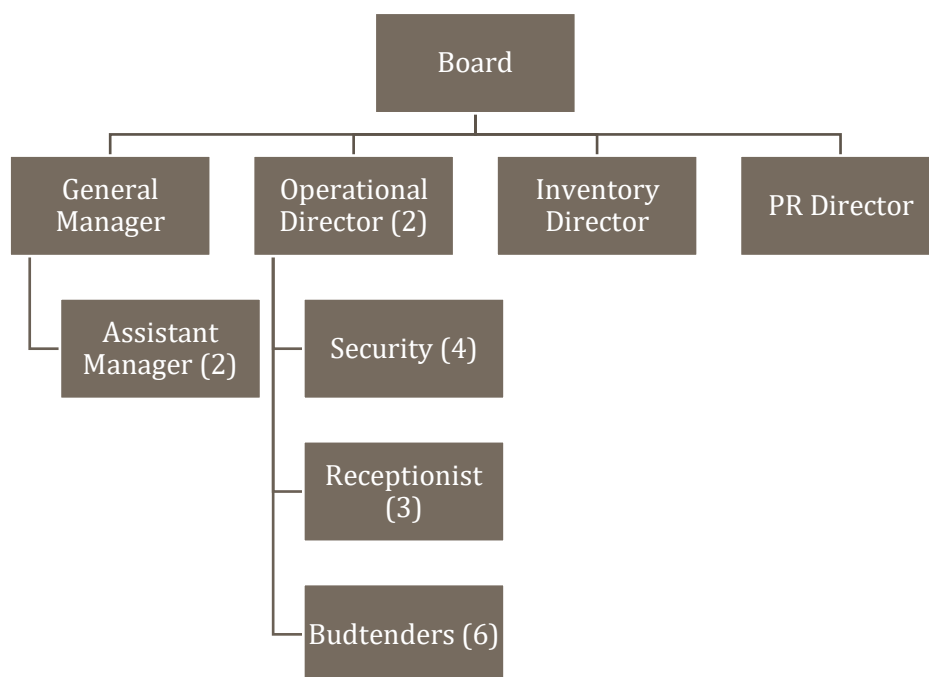 Board
General
Manager
Operational
Director (2)
Inventory
Director
PR Director
Assistant
Manager (2)
Security (4)
Receptionist
(3)
Budtenders (6)